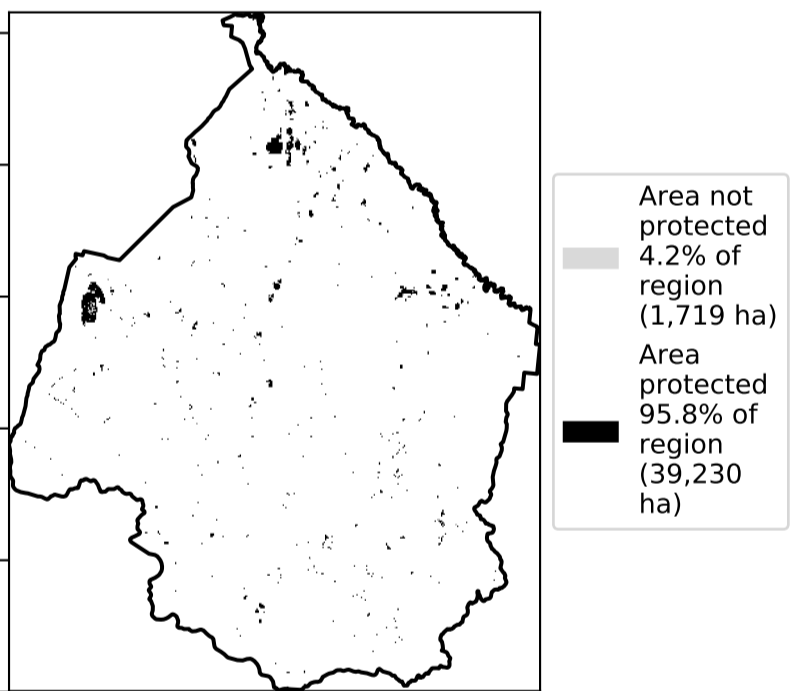 Area not
protected
4.2% of
region
(1,719 ha)
Area
protected
95.8% of
region
(39,230
ha)